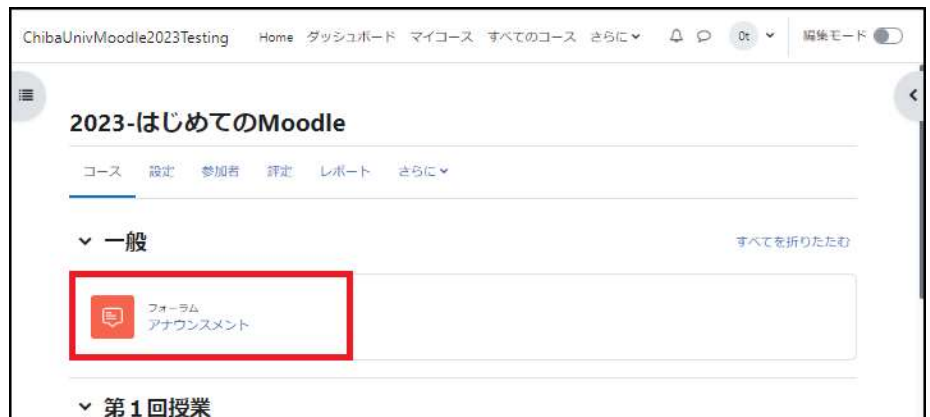 ChibaUnivMoodle2023Testing Home ダッシュボード マイコース すべてのコース さらに 0t 編集モード
2023-はじめてのMoodle
コース 設定 参加者 評定 レポート さらに
一般 すべてを折りたたむ
フォーラム
アナウンスメント
第1回授業